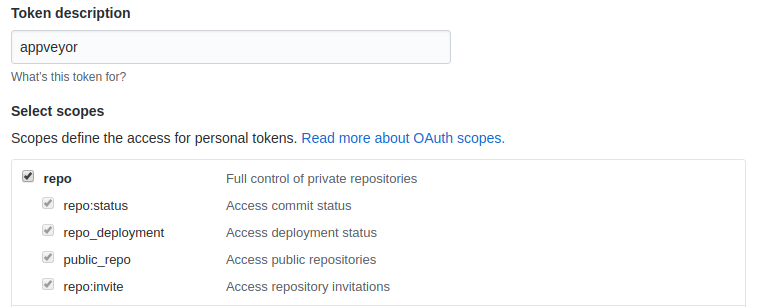 Token description
appveyor
What's this token for?
Select scopes
Scopes define the access for personal tokens. Read more about OAuth scopes.
repo Full control of private repositories
repo:status Access commit status
repo_deployment Access deployment status
public_repo Access public repositories
repo:invite Access repository invitations